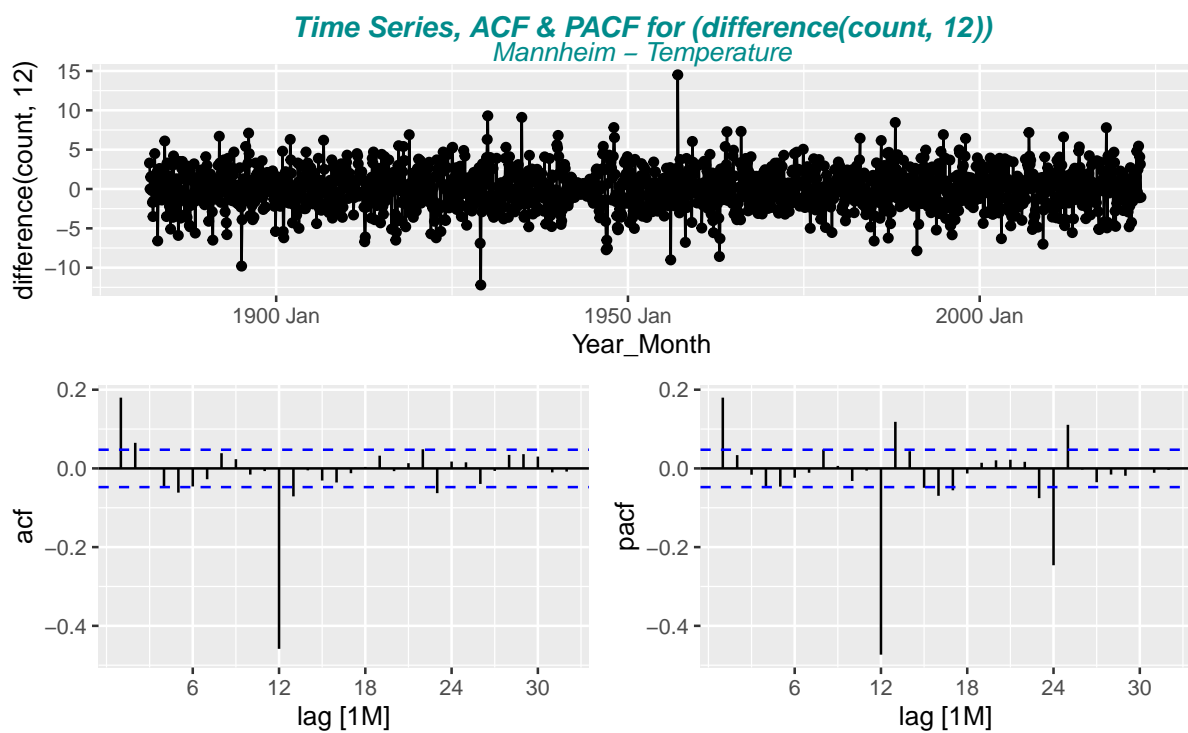 Time Series, ACF & PACF for (difference(count, 12))
Mannheim − Temperature
difference(count, 12)
15
10
5
0
−5
−10
1900 Jan
1950 Jan
2000 Jan
Year_Month
acf
0.2
0.0
−0.2
−0.4
6
12
18
24
30
lag [1M]
pacf
0.2
0.0
−0.2
−0.4
6
12
18
24
30
lag [1M]